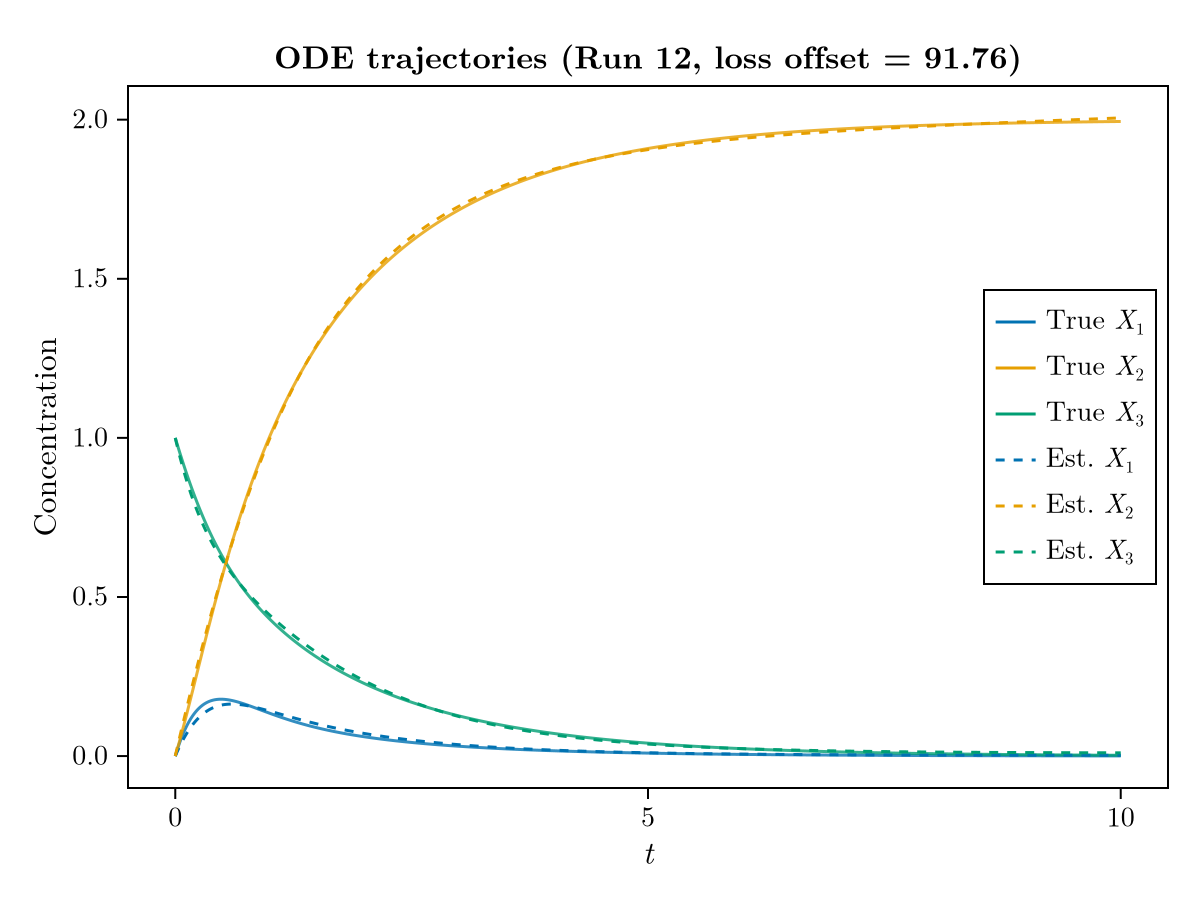 ODE trajectories (Run 12, loss offset = 91.76)
2.0
1.5
1.0
0.5
0.0
Concentration
0
5
10
t
True X₁
True X₂
True X₃
Est. X₁
Est. X₂
Est. X₃